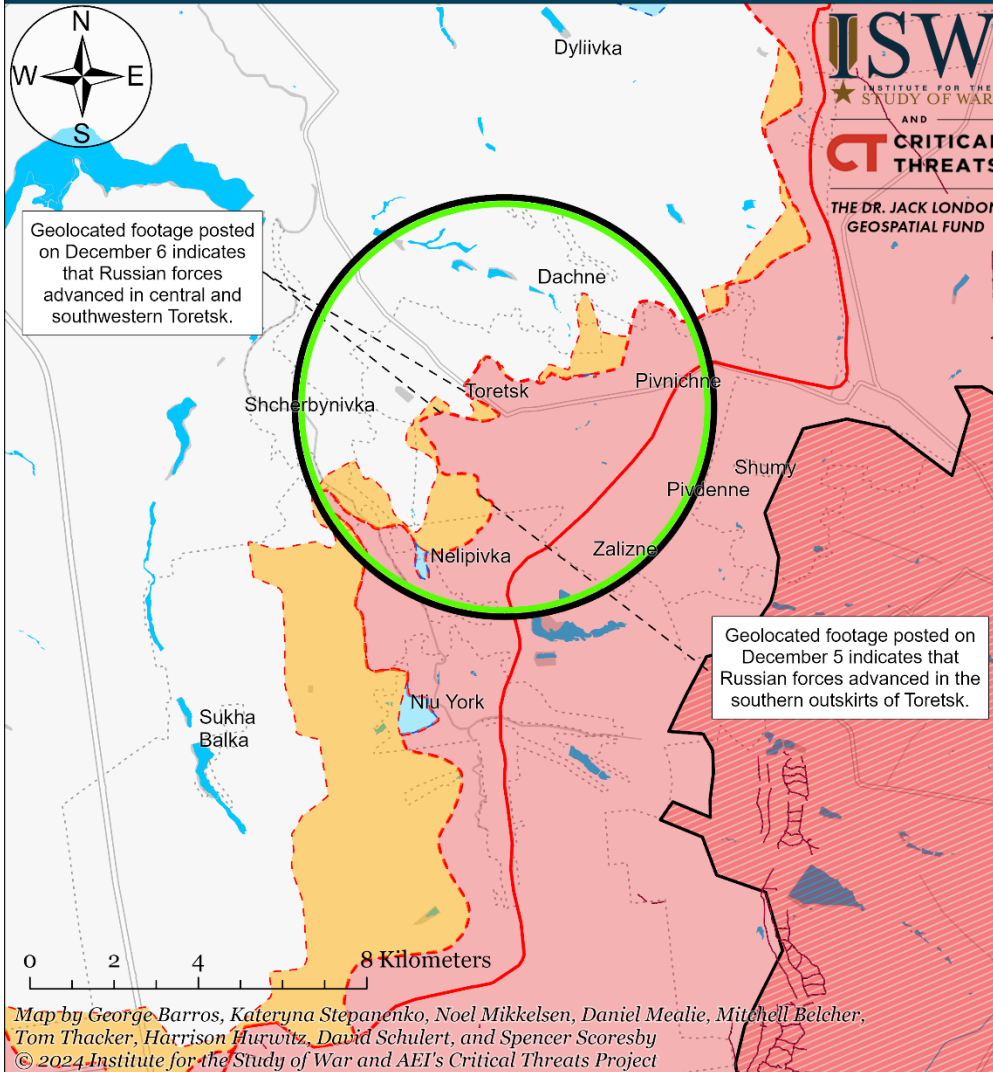 N
W E
S
Dyliivka
ISW
INSTITUTE FOR THE
STUDY OF WAR
AND
CT CRITICAL
THREATS
THE DR. JACK LONDON
GEOSPATIAL FUND
Geolocated footage posted
on December 6 indicates
that Russian forces
advanced in central and
southwestern Toretsk.
Dachne
Pivnichne
Toretsk
Shcherbynivka
Shumy
Pivdenne
Zalizne
Nelipivka
Geolocated footage posted on
December 5 indicates that
Russian forces advanced in the
southern outskirts of Toretsk.
Niu York
Sukha
Balka
0 2 4 8 Kilometers
Map by George Barros, Kateryna Stepanenko, Noel Mikkelsen, Daniel Mealie, Mitchell Belcher,
Tom Thacker, Harrison Hurwitz, David Schulert, and Spencer Scoresby
© 2024 Institute for the Study of War and AEI's Critical Threats Project